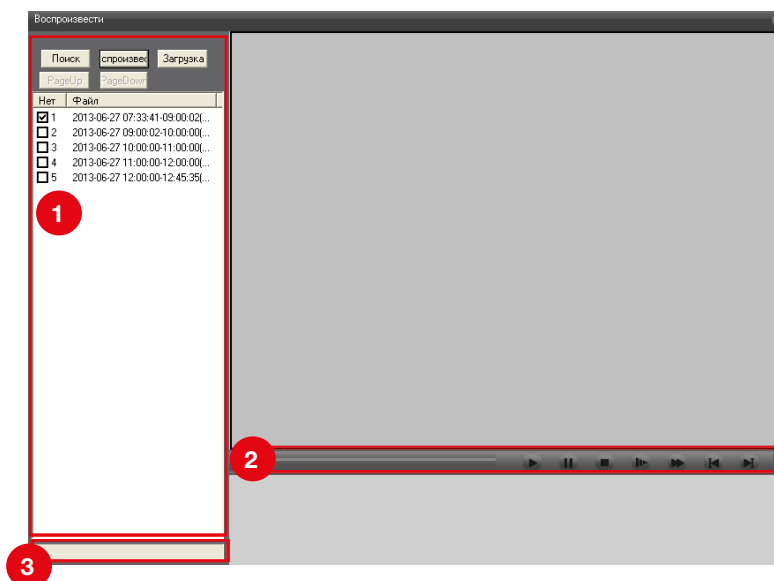 Воспроизвести
Поиск спроизвес Загрузка
PageUp PageDown
Нет Файл
1 2013-06-27 07:33:41-09:00:02(...
2 2013-06-27 09:00:02-10:00:00(...
3 2013-06-27 10:00:00-11:00:00(...
4 2013-06-27 11:00:00-12:00:00(...
5 2013-06-27 12:00:00-12:45:35(...
1
2
3